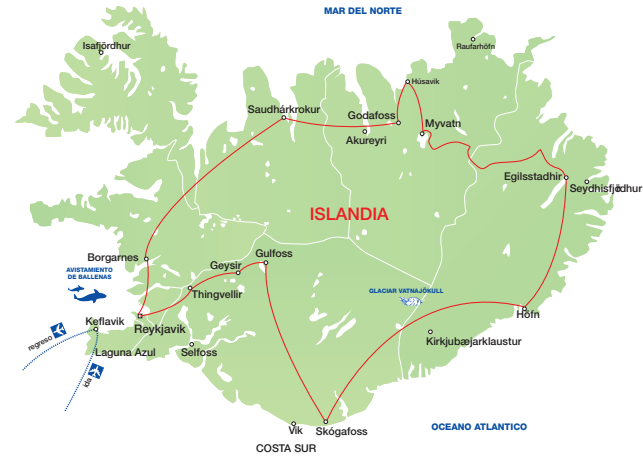 MAR DEL NORTE
Isafjördhur
Raufarhöfn
Húsavik
Saudhárkrokur
Godafoss
Akureyri
Myvatn
Egilsstadhir
Seydhisfjödhur
ISLANDIA
Borgarnes
Gulfoss
Geysir
AVISTAMIENTO
DE BALLENAS
Thingvellir
GLACIAR VATNAJÖKULL
Höfn
Keflavik
Reykjavik
regreso
Laguna Azul
Selfoss
Kirkjubæjarklaustur
ida
Vik
Skógafoss
OCEANO ATLANTICO
COSTA SUR